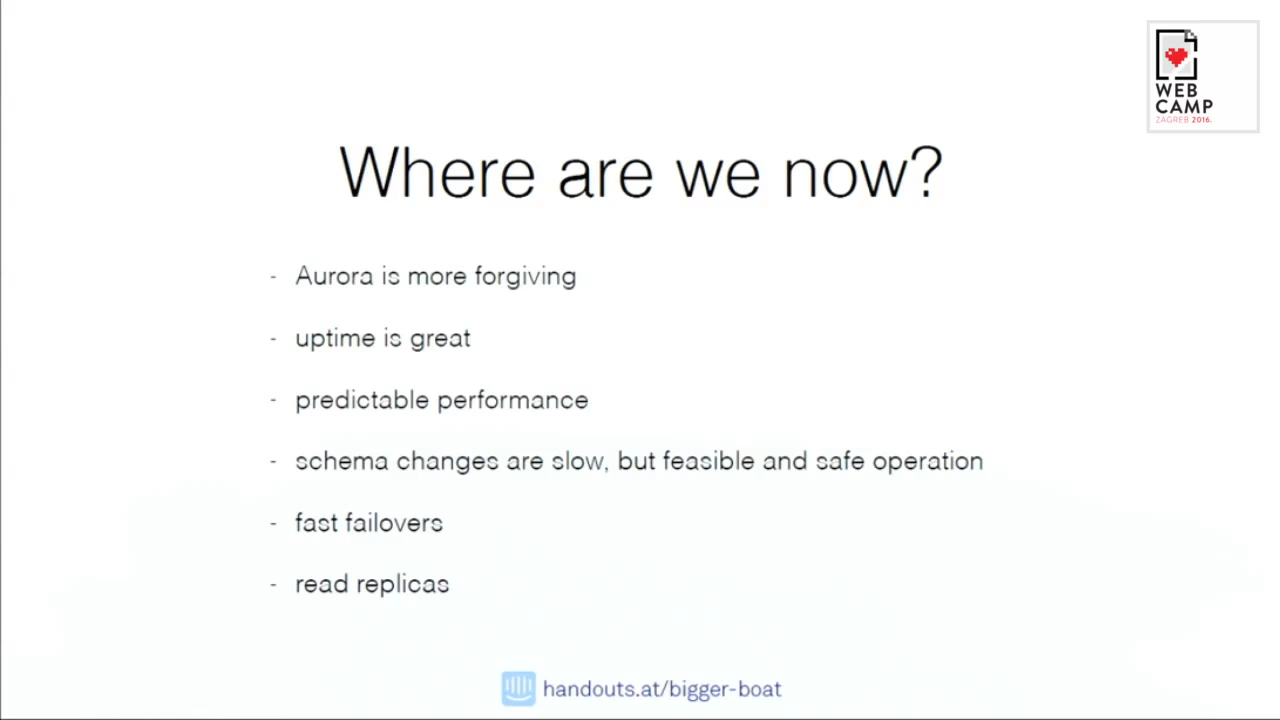 WEB
CAMP
ZAGREB 2016.
Where are we now?
- Aurora is more forgiving
- uptime is great
- predictable performance
- schema changes are slow, but feasible and safe operation
- fast failovers
- read replicas
handouts.at/bigger-boat